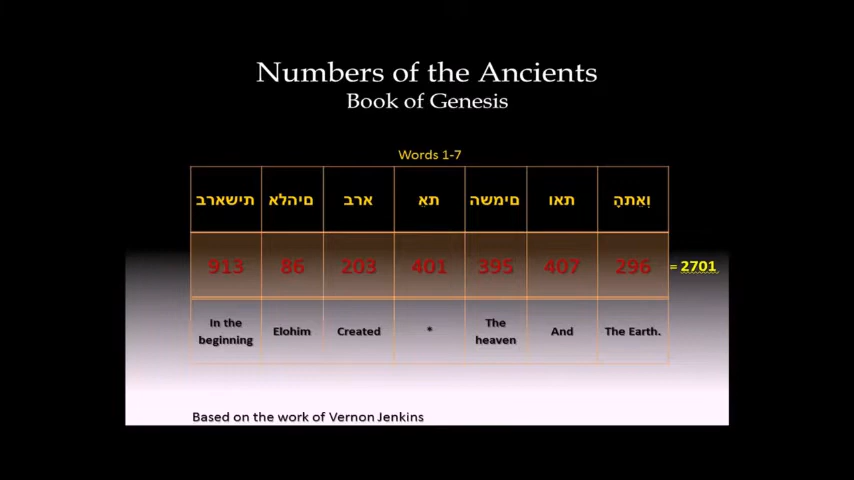 Numbers of the Ancients
Book of Genesis
Words 1-7
תישארב םיהלא ארב תאֵ םימשה תאו וְאֵתהָ
913 86 203 401 395 407 296 = 2701
In the beginning Elohim Created * The heaven And The Earth.
Based on the work of Vernon Jenkins